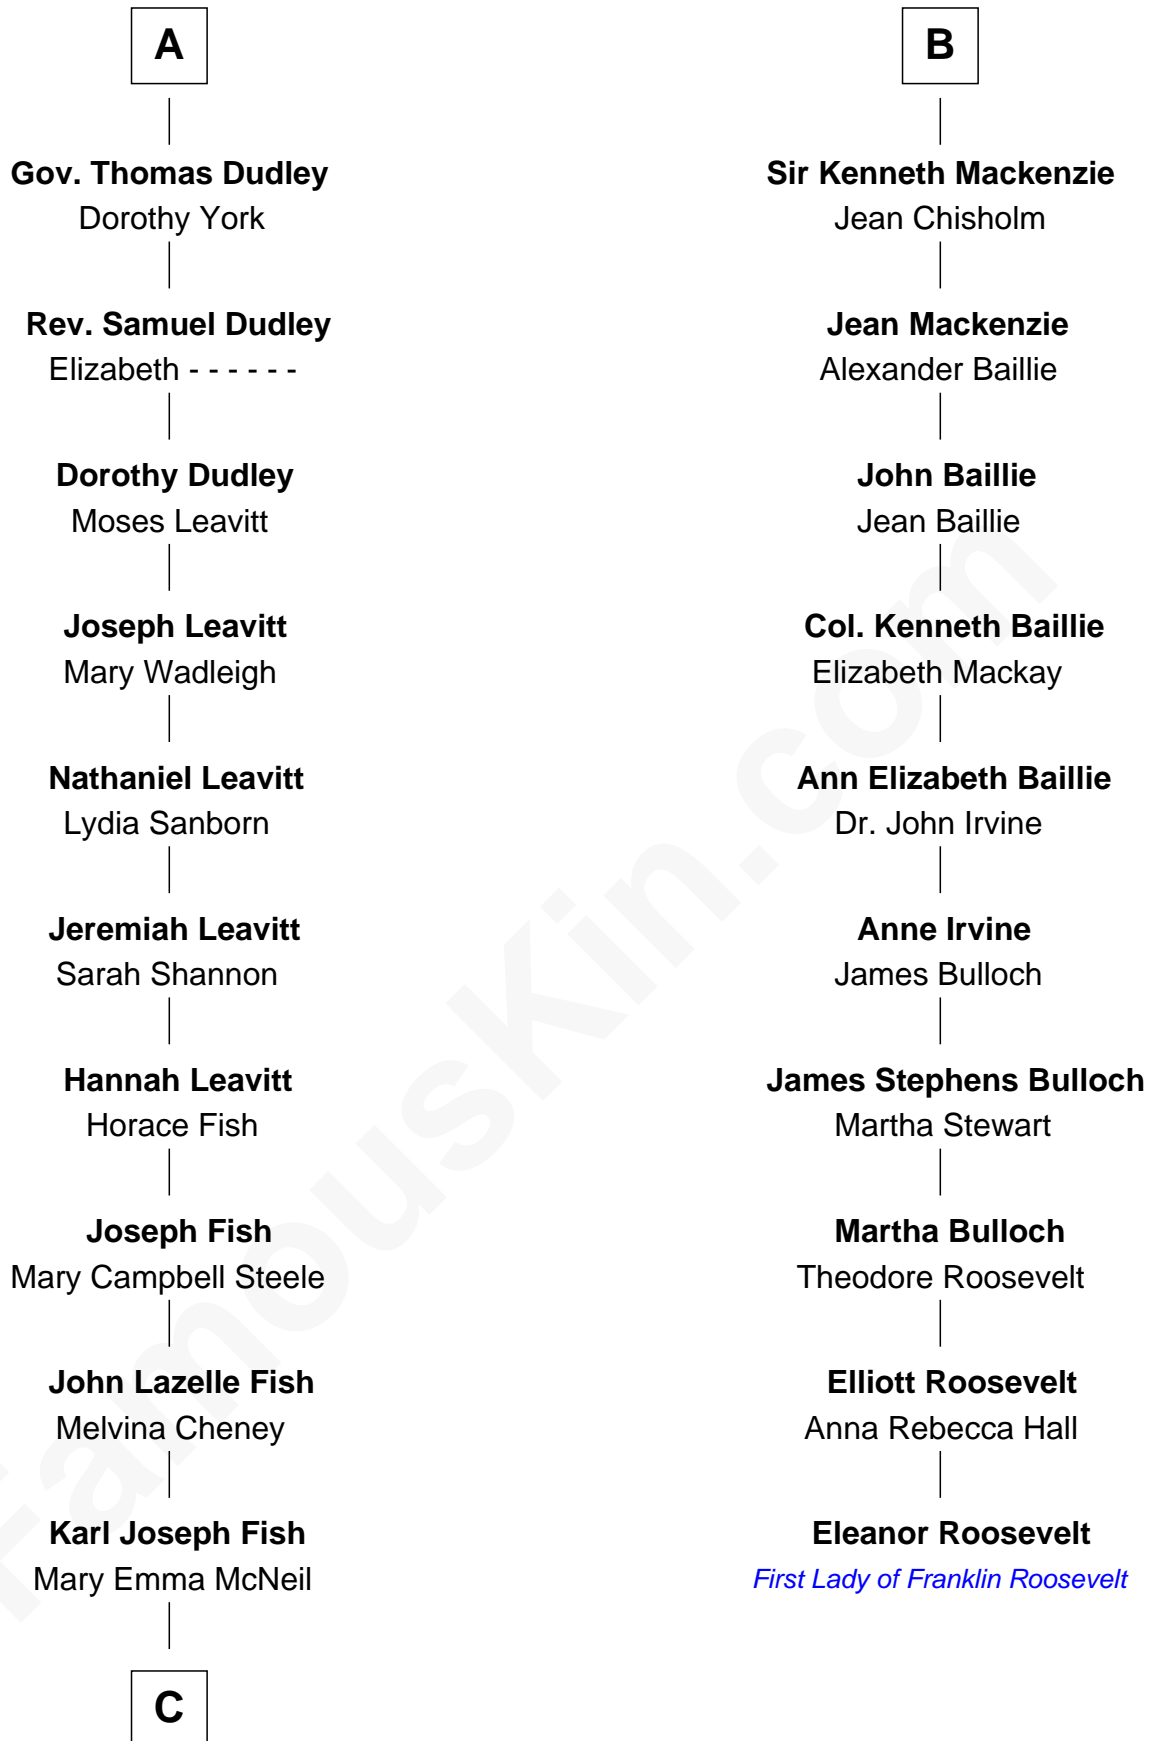 A
Gov. Thomas Dudley
Dorothy York
Rev. Samuel Dudley
Elizabeth - - - - - -
Dorothy Dudley
Moses Leavitt
Joseph Leavitt
Mary Wadleigh
Nathaniel Leavitt
Lydia Sanborn
Jeremiah Leavitt
Sarah Shannon
Hannah Leavitt
Horace Fish
Joseph Fish
Mary Campbell Steele
John Lazelle Fish
Melvina Cheney
Karl Joseph Fish
Mary Emma McNeil
C
B
Sir Kenneth Mackenzie
Jean Chisholm
Jean Mackenzie
Alexander Baillie
John Baillie
Jean Baillie
Col. Kenneth Baillie
Elizabeth Mackay
Ann Elizabeth Baillie
Dr. John Irvine
Anne Irvine
James Bulloch
James Stephens Bulloch
Martha Stewart
Martha Bulloch
Theodore Roosevelt
Elliott Roosevelt
Anna Rebecca Hall
Eleanor Roosevelt
First Lady of Franklin Roosevelt
FamousKin.com